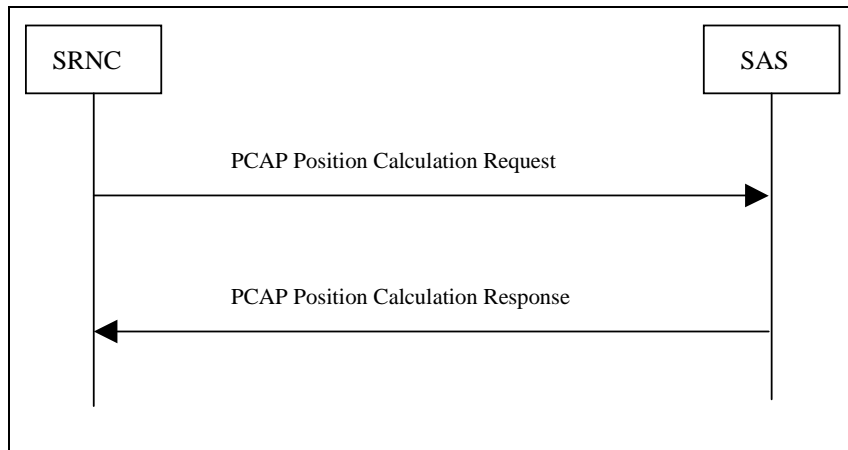 SRNC
SAS
PCAP Position Calculation Request
PCAP Position Calculation Response